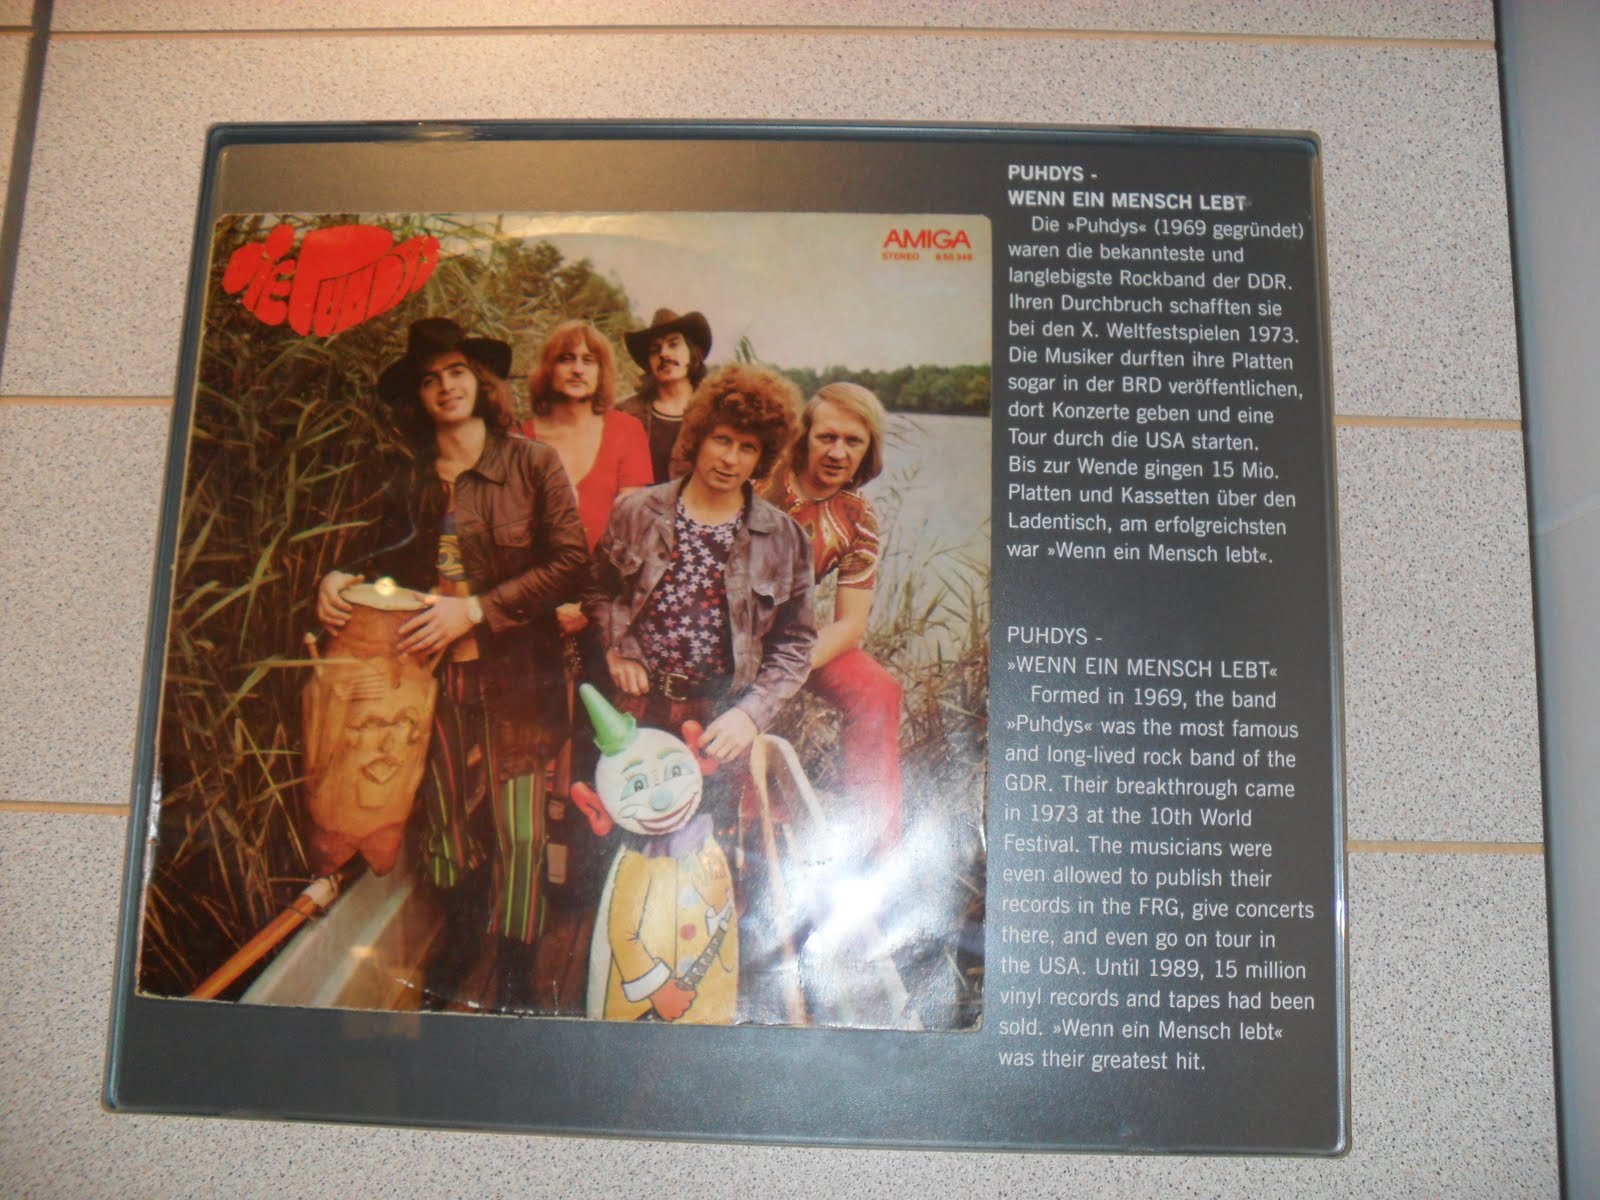 DIE PUHDYS
AMIGA
STEREO 8 55 348
PUHDYS -
WENN EIN MENSCH LEBT
Die »Puhdys« (1969 gegründet)
waren die bekannteste und
langlebigste Rockband der DDR.
Ihren Durchbruch schafften sie
bei den X. Weltfestspielen 1973.
Die Musiker durften ihre Platten
sogar in der BRD veröffentlichen,
dort Konzerte geben und eine
Tour durch die USA starten.
Bis zur Wende gingen 15 Mio.
Platten und Kassetten über den
Ladentisch, am erfolgreichsten
war »Wenn ein Mensch lebt«.
PUHDYS -
»WENN EIN MENSCH LEBT«
Formed in 1969, the band
»Puhdys« was the most famous
and long-lived rock band of the
GDR. Their breakthrough came
in 1973 at the 10th World
Festival. The musicians were
even allowed to publish their
records in the FRG, give concerts
there, and even go on tour in
the USA. Until 1989, 15 million
vinyl records and tapes had been
sold. »Wenn ein Mensch lebt«
was their greatest hit.